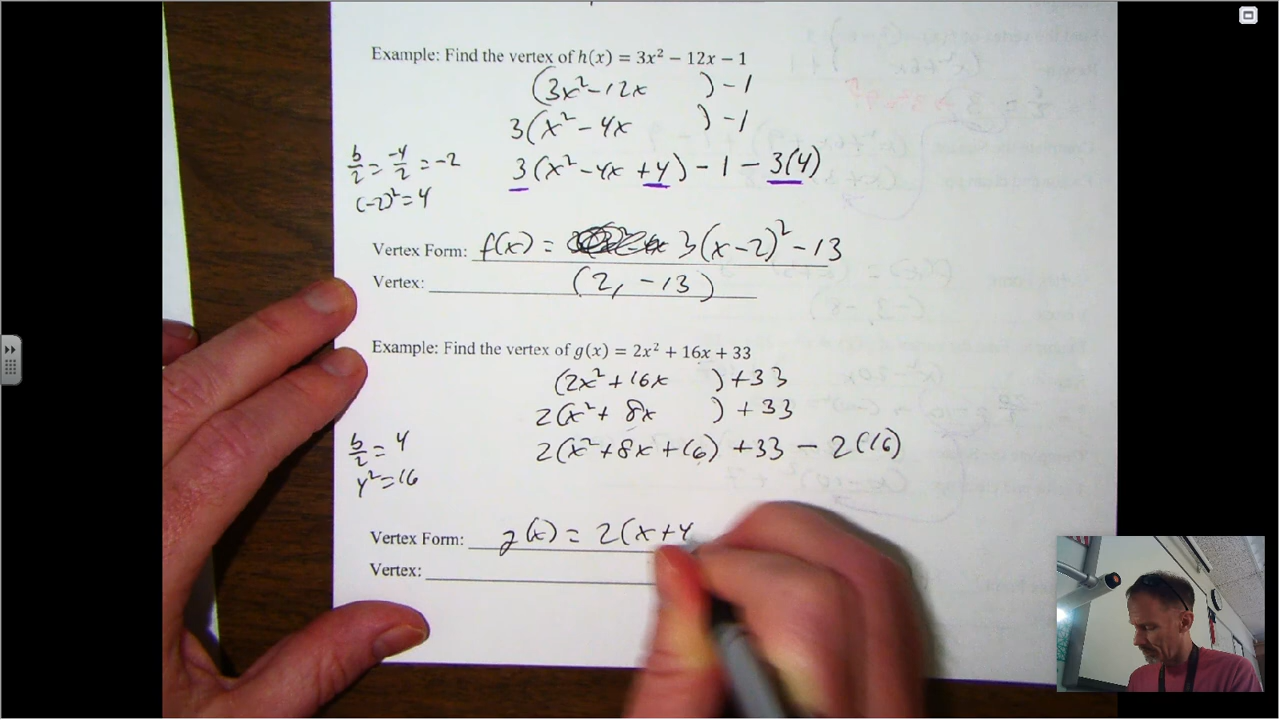 Example: Find the vertex of h(x) = 3x² − 12x − 1
(3x²-12x ) -1
3(x² - 4x ) -1
b/2 = -4/2 = -2
3(x² -4x +4) - 1 - 3(4)
(-2)² = 4
Vertex Form: f(x) = 3(x-2)² -13
Vertex: (2, -13)
Example: Find the vertex of g(x) = 2x² + 16x + 33
(2x²+16x ) +33
2(x²+ 8x ) + 33
b/2 = 4
2(x²+8x+16) +33 - 2(16)
4²=16
Vertex Form: g(x) = 2(x+4
Vertex: